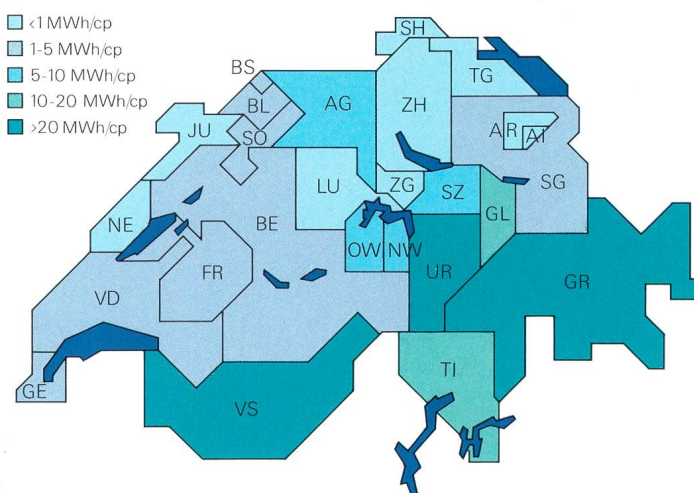 <1 MWh/cp
1-5 MWh/cp
5-10 MWh/cp
10-20 MWh/cp
>20 MWh/cp
SH
BS
TG
BL
AG
ZH
JU
SO
AR
AI
LU
ZG
SZ
SG
GL
NE
BE
OW
NW
FR
UR
GR
VD
TI
GE
VS